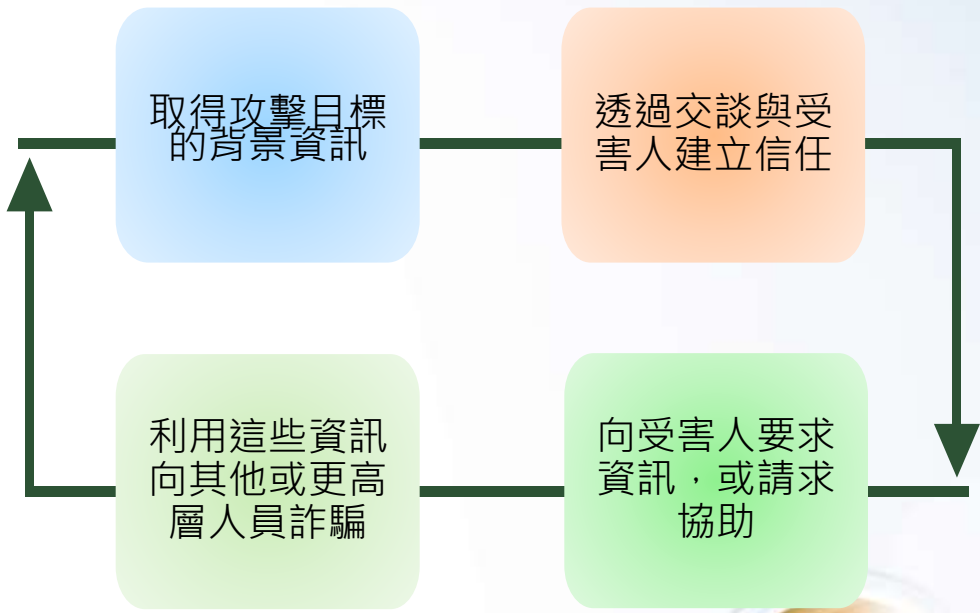 取得攻擊目標
的背景資訊
透過交談與受
害人建立信任
向受害人要求
資訊，或請求
協助
利用這些資訊
向其他或更高
層人員詐騙